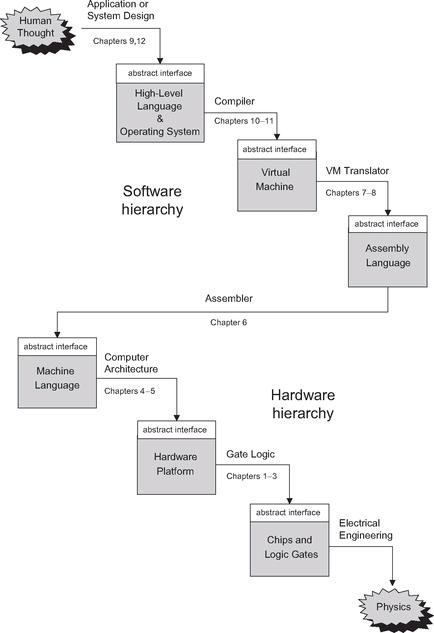 Human
Thought
Application or
System Design
Chapters 9,12
abstract interface
High-Level
Language
&
Operating System
Compiler
Chapters 10–11
abstract interface
Virtual
Machine
VM Translator
Chapters 7–8
abstract interface
Assembly
Language
Software
hierarchy
Assembler
Chapter 6
abstract interface
Machine
Language
Computer
Architecture
Chapters 4–5
Hardware
hierarchy
abstract interface
Hardware
Platform
Gate Logic
Chapters 1–3
abstract interface
Chips and
Logic Gates
Electrical
Engineering
Physics